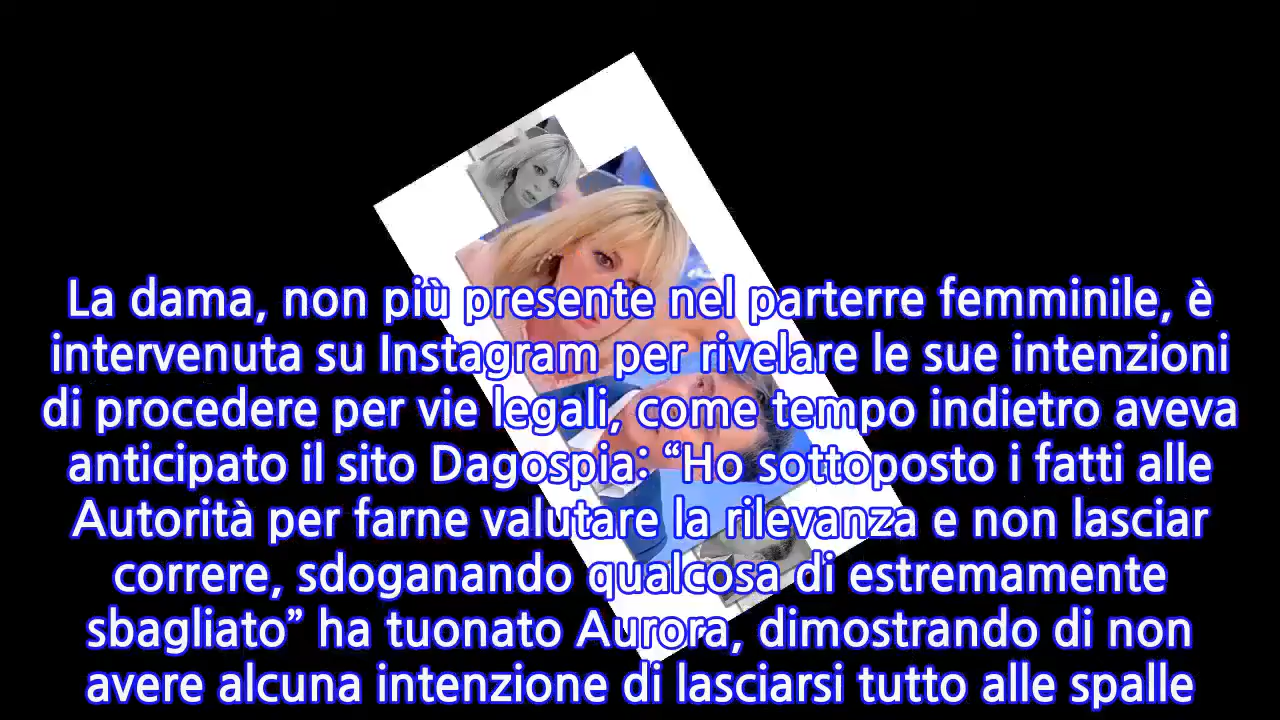 La dama, non più presente nel parterre femminile, è
intervenuta su Instagram per rivelare le sue intenzioni
di procedere per vie legali, come tempo indietro aveva
anticipato il sito Dagospia: “Ho sottoposto i fatti alle
Autorità per farne valutare la rilevanza e non lasciar
correre, sdoganando qualcosa di estremamente
sbagliato” ha tuonato Aurora, dimostrando di non
avere alcuna intenzione di lasciarsi tutto alle spalle